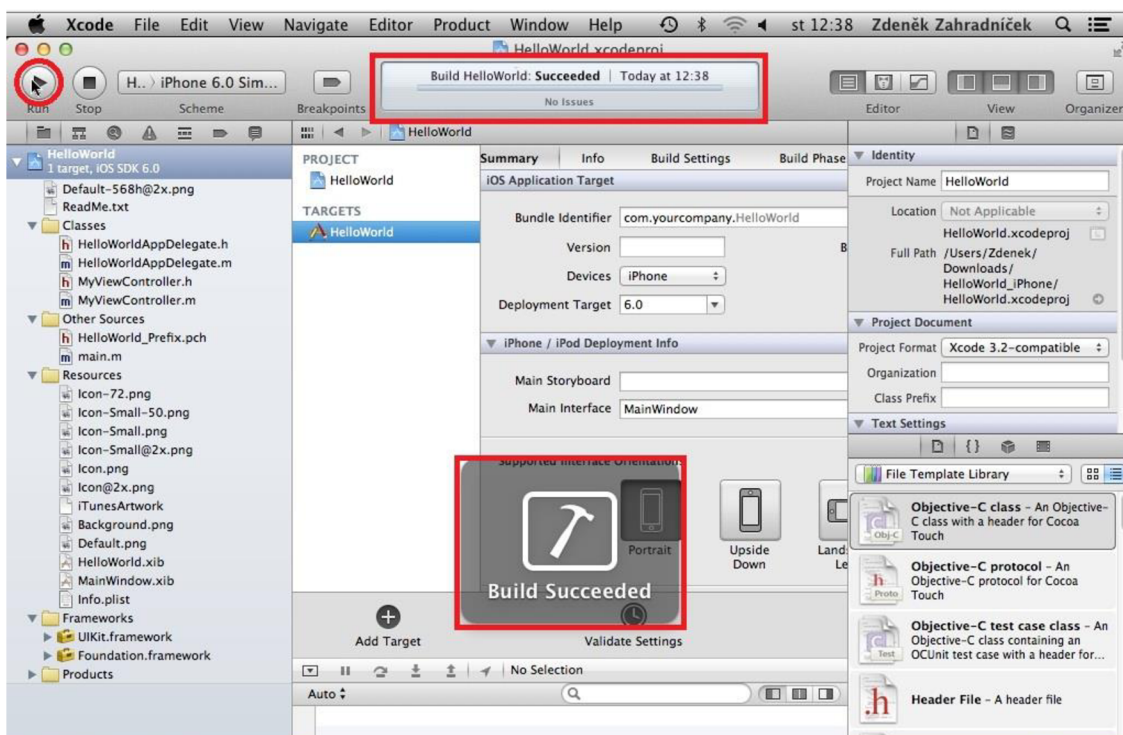 Xcode File Edit View Navigate Editor Product Window Help st 12:38 Zdeněk Zahradníček
HelloWorld.xcodeproj
H.. 〉 iPhone 6.0 Sim...
Build HelloWorld: Succeeded | Today at 12:38
No Issues
Run Stop Scheme Breakpoints Editor View Organizer
HelloWorld
1 target, iOS SDK 6.0
Default-568h@2x.png
ReadMe.txt
Classes
HelloWorldAppDelegate.h
HelloWorldAppDelegate.m
MyViewController.h
MyViewController.m
Other Sources
HelloWorld_Prefix.pch
main.m
Resources
Icon-72.png
Icon-Small-50.png
Icon-Small.png
Icon-Small@2x.png
Icon.png
Icon@2x.png
iTunesArtwork
Background.png
Default.png
HelloWorld.xib
MainWindow.xib
Info.plist
Frameworks
UIKit.framework
Foundation.framework
Products
HelloWorld
PROJECT
HelloWorld
TARGETS
HelloWorld
Summary Info Build Settings Build Phase
iOS Application Target
Bundle Identifier com.yourcompany.HelloWorld
Version B
Devices iPhone
Deployment Target 6.0
iPhone / iPod Deployment Info
Main Storyboard
Main Interface MainWindow
Supported Interface Orientations
Portrait
Upside
Down
Land
Le
Build Succeeded
Add Target
Validate Settings
No Selection
Auto
Identity
Project Name HelloWorld
Location Not Applicable
HelloWorld.xcodeproj
Full Path /Users/Zdenek/
Downloads/
HelloWorld_iPhone/
HelloWorld.xcodeproj
Project Document
Project Format Xcode 3.2-compatible
Organization
Class Prefix
Text Settings
{}
File Template Library
Objective-C class - An Objective-
C class with a header for Cocoa
Touch
Obj-C
Objective-C protocol - An
Objective-C protocol for Cocoa
Touch
h
Proto
Objective-C test case class - An
Objective-C class containing an
OCUnit test case with a header for...
Test
.h
Header File - A header file